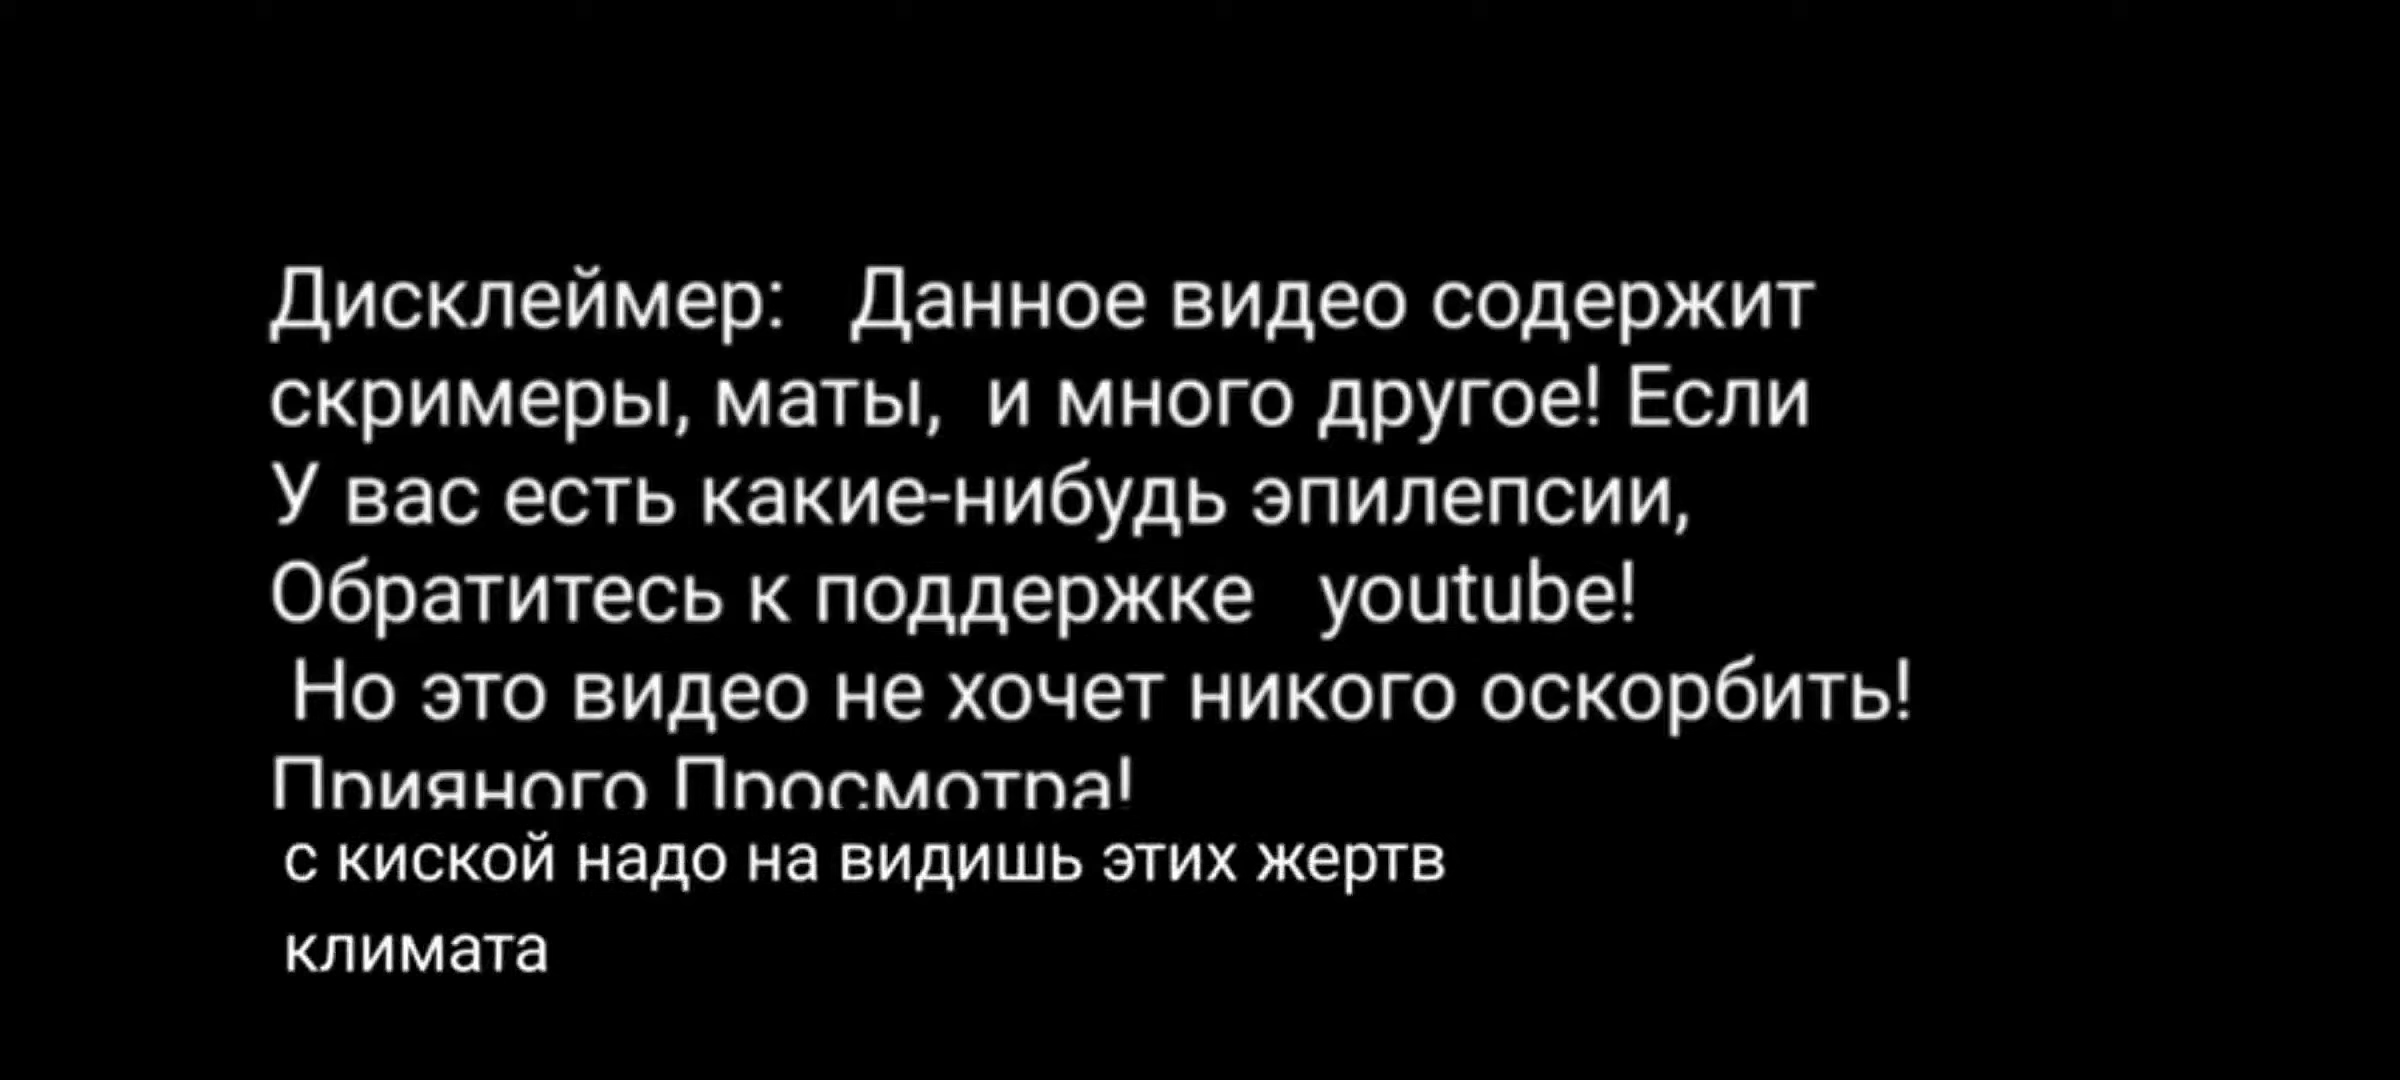 Дисклеймер: Данное видео содержит
скримеры, маты, и много другое! Если
У вас есть какие-нибудь эпилепсии,
Обратитесь к поддержке youtube!
Но это видео не хочет никого оскорбить!
Прияного Просмотра!
с киской надо на видишь этих жертв
климата